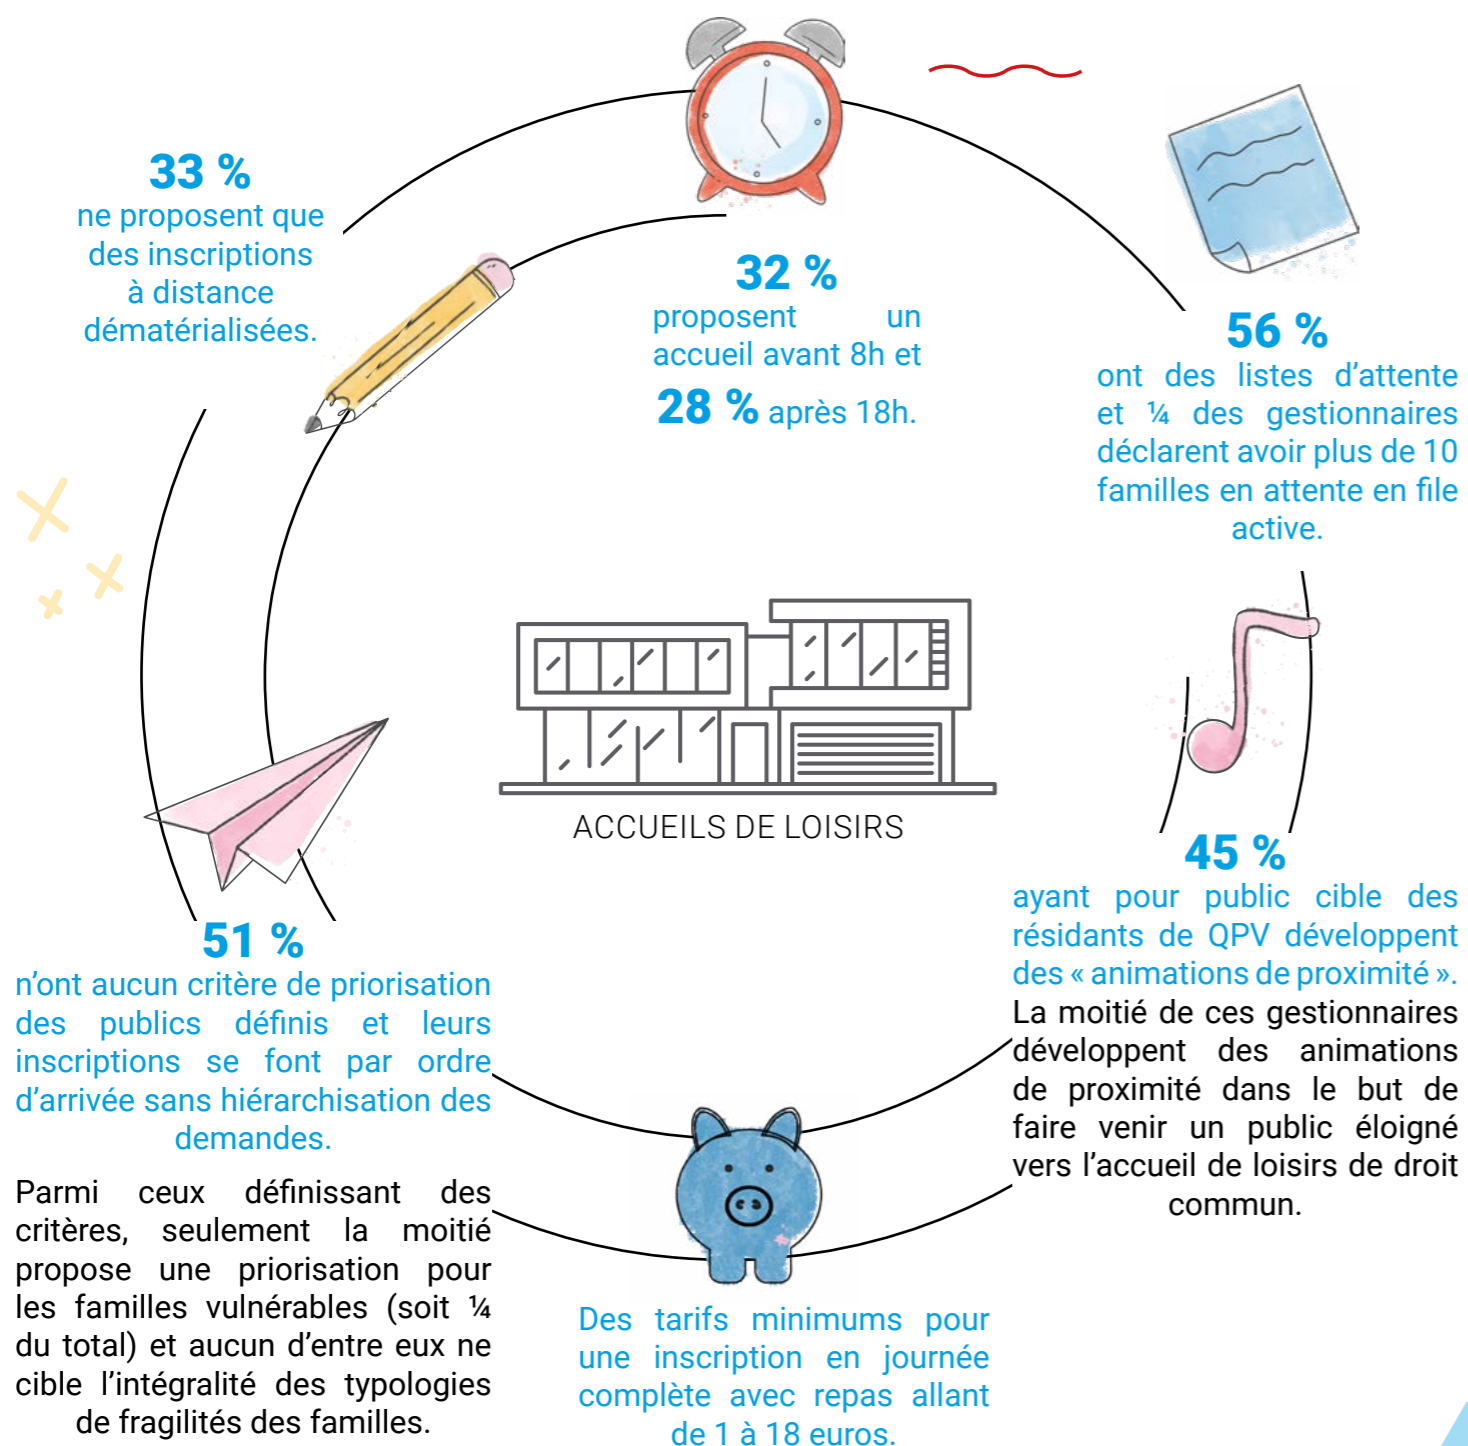 33 %
ne proposent que
des inscriptions
à distance
dématérialisées.
32 %
proposent un
accueil avant 8h et
28 % après 18h.
56 %
ont des listes d’attente
et ¼ des gestionnaires
déclarent avoir plus de 10
familles en attente en file
active.
ACCUEILS DE LOISIRS
45 %
ayant pour public cible des
résidants de QPV développent
des « animations de proximité ».
La moitié de ces gestionnaires
développent des animations
de proximité dans le but de
faire venir un public éloigné
vers l’accueil de loisirs de droit
commun.
51 %
n’ont aucun critère de priorisation
des publics définis et leurs
inscriptions se font par ordre
d’arrivée sans hiérarchisation des
demandes.
Parmi ceux définissant des
critères, seulement la moitié
propose une priorisation pour
les familles vulnérables (soit ¼
du total) et aucun d’entre eux ne
cible l’intégralité des typologies
de fragilités des familles.
Des tarifs minimums pour
une inscription en journée
complète avec repas allant
de 1 à 18 euros.